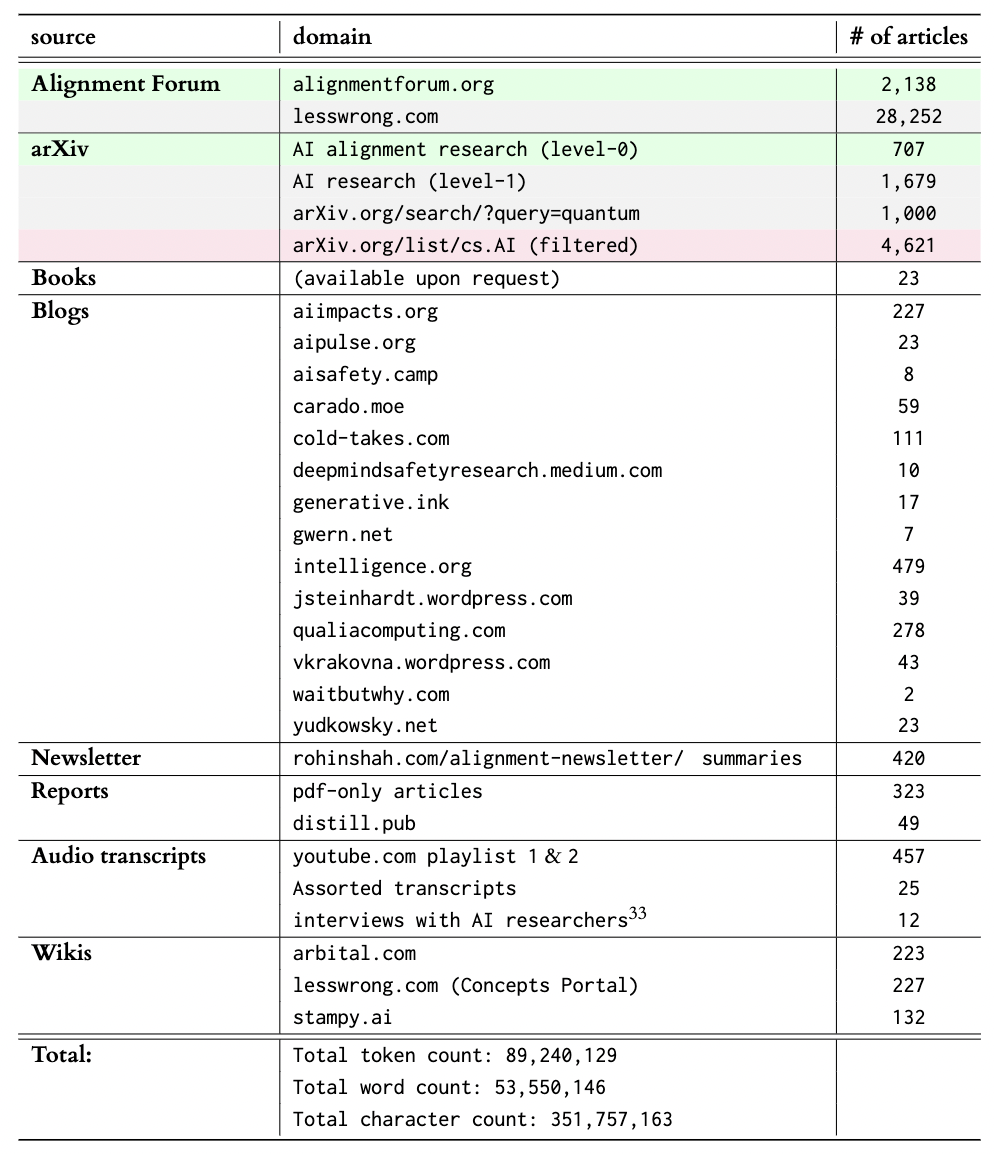 source domain # of articles
Alignment Forum alignmentforum.org 2,138
lesswrong.com 28,252
arXiv AI alignment research (level-0) 707
AI research (level-1) 1,679
arXiv.org/search/?query=quantum 1,000
arXiv.org/list/cs.AI (filtered) 4,621
Books (available upon request) 23
Blogs aiimpacts.org 227
aipulse.org 23
aisafety.camp 8
carado.moe 59
cold-takes.com 111
deepmindsafetyresearch.medium.com 10
generative.ink 17
gwern.net 7
intelligence.org 479
jsteinhardt.wordpress.com 39
qualiacomputing.com 278
vkrakovna.wordpress.com 43
waitbutwhy.com 2
yudkowsky.net 23
Newsletter rohinshah.com/alignment-newsletter/ summaries 420
Reports pdf-only articles 323
distill.pub 49
Audio transcripts youtube.com playlist 1 & 2 457
Assorted transcripts 25
interviews with AI researchers33 12
Wikis arbital.com 223
lesswrong.com (Concepts Portal) 227
stampy.ai 132
Total: Total token count: 89,240,129
Total word count: 53,550,146
Total character count: 351,757,163